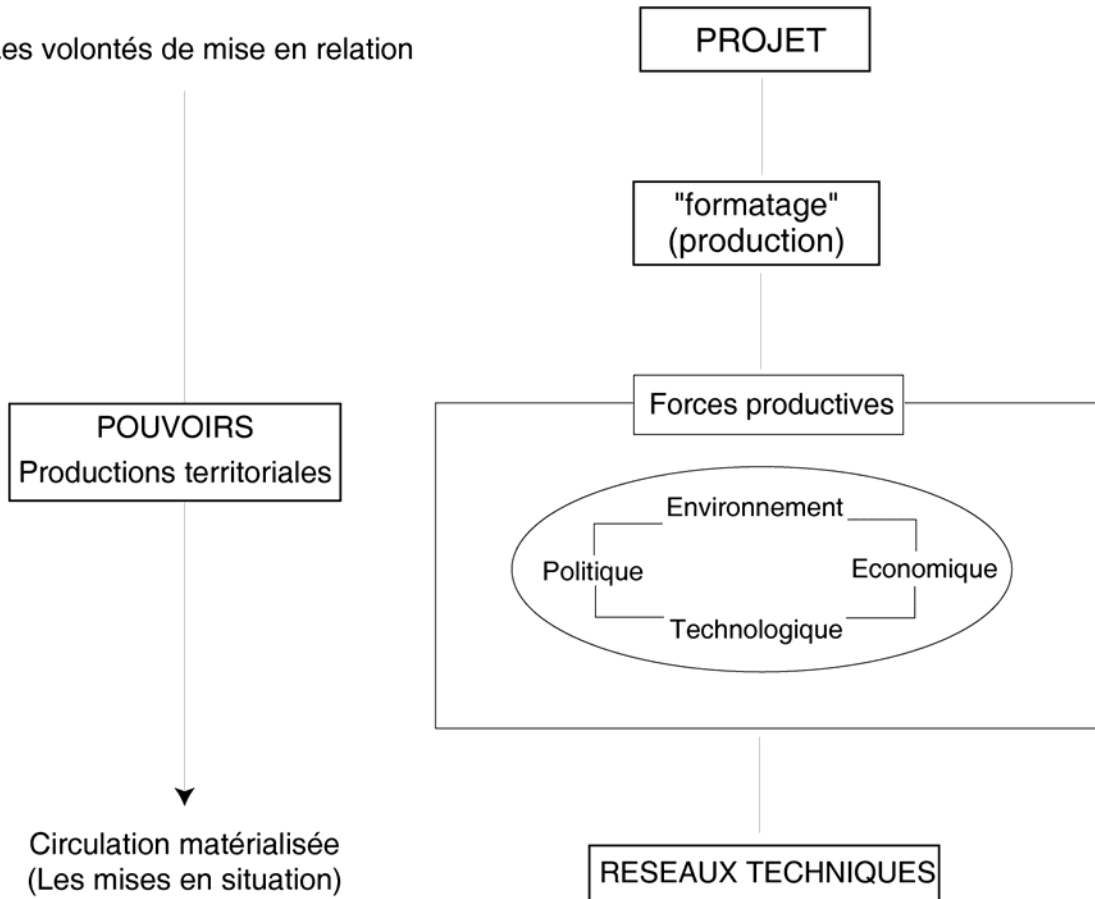 Les volontés de mise en relation
PROJET
"formatage"
(production)
POUVOIRS
Productions territoriales
Forces productives
Environnement
Politique
Economique
Technologique
Circulation matérialisée
(Les mises en situation)
RESEAUX TECHNIQUES